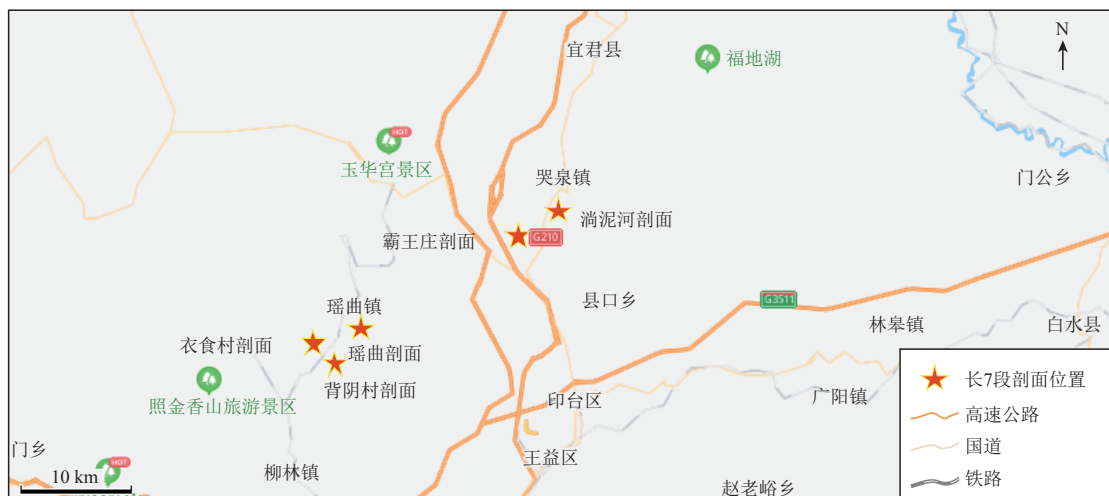 宜君县
N
福地湖
HOT
玉华宫景区
门公乡
哭泉镇
淌泥河剖面
霸王庄剖面
G210
县口乡
G3511
瑶曲镇
林皋镇
白水县
衣食村剖面
瑶曲剖面
背阴村剖面
照金香山旅游景区
广阳镇
印台区
长7段剖面位置
高速公路
国道
铁路
门乡
HOT
10 km
柳林镇
王益区
赵老峪乡